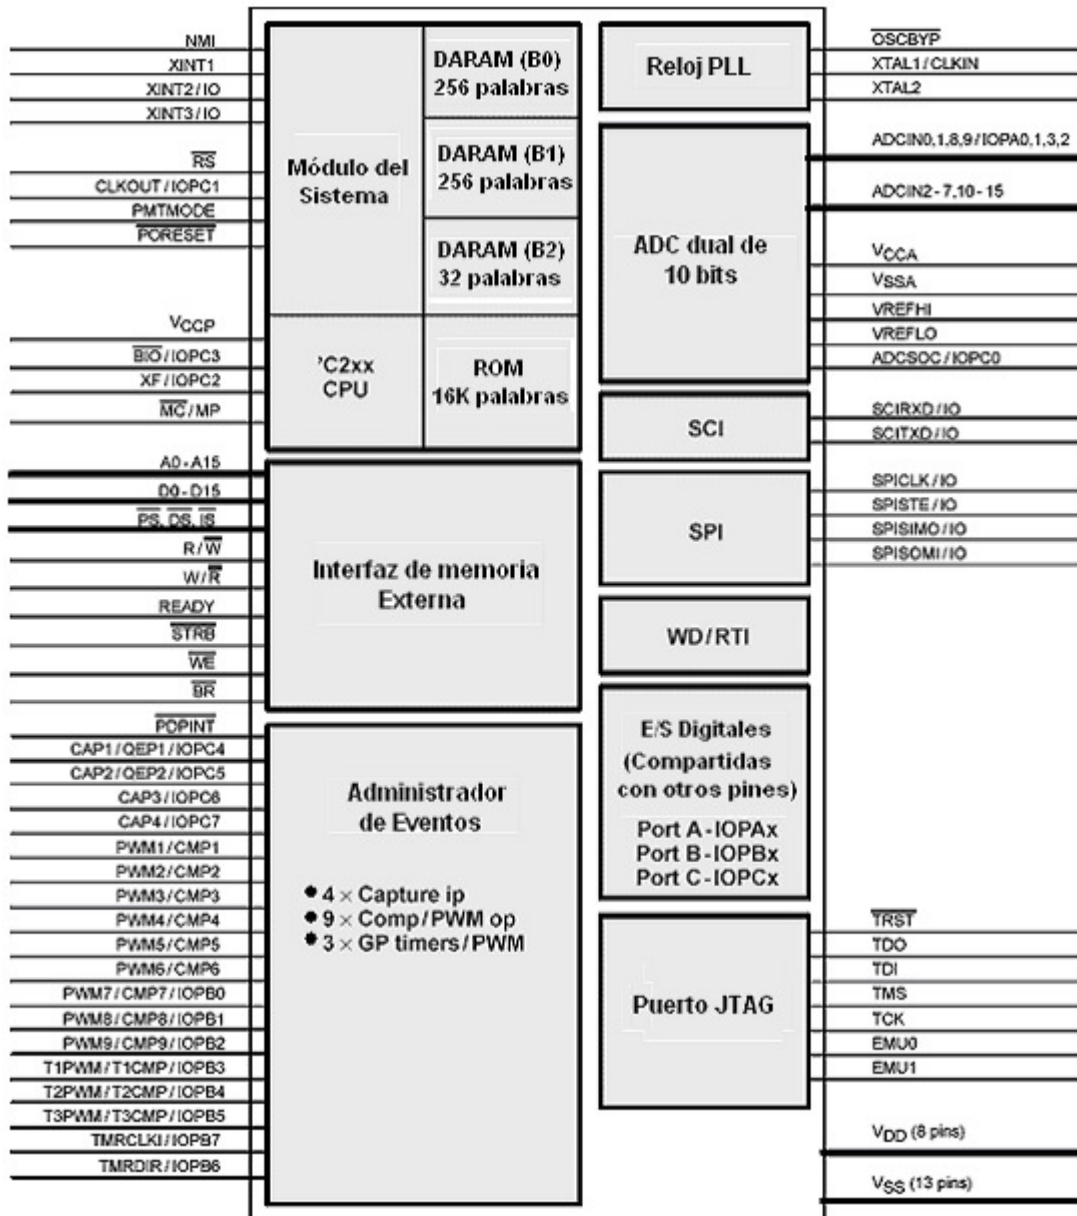 NMI
XINT1
XINT2/IO
XINT3/IO
RS
CLKOUT/IOPC1
PMTMODE
PORESET
VCCP
BIO/IOPC3
XF/IOPC2
MC/MP
A0-A15
D0-D15
PS, DS, IS
R/W
W/R
READY
STRB
WE
BR
PDPINT
CAP1/QEP1/IOPC4
CAP2/QEP2/IOPC5
CAP3/IOPC6
CAP4/IOPC7
PWM1/CMP1
PWM2/CMP2
PWM3/CMP3
PWM4/CMP4
PWM5/CMP5
PWM6/CMP6
PWM7/CMP7/IOPB0
PWM8/CMP8/IOPB1
PWM9/CMP9/IOPB2
T1PWM/T1CMP/IOPB3
T2PWM/T2CMP/IOPB4
T3PWM/T3CMP/IOPB5
TMRCLKI/IOPB7
TMRDIR/IOPB6
Módulo del
Sistema
DARAM (B0)
256 palabras
DARAM (B1)
256 palabras
DARAM (B2)
32 palabras
'C2xx
CPU
ROM
16K palabras
Interfaz de memoria
Externa
Administrador
de Eventos
● 4 × Capture ip
● 9 × Comp/PWM op
● 3 × GP timers/PWM
Reloj PLL
ADC dual de
10 bits
SCI
SPI
WD/RTI
E/S Digitales
(Compartidas
con otros pines)
Port A-IOPAx
Port B-IOPBx
Port C-IOPCx
Puerto JTAG
OSCBYP
XTAL1/CLKIN
XTAL2
ADCIN0,1,8,9/IOPA0,1,3,2
ADCIN2-7,10-15
VCCA
VSSA
VREFHI
VREFLO
ADCSOC/IOPC0
SCIRXD/IO
SCITXD/IO
SPICLK/IO
SPISTE/IO
SPISIMO/IO
SPISOMI/IO
TRST
TDO
TDI
TMS
TCK
EMU0
EMU1
VDD (8 pins)
VSS (13 pins)